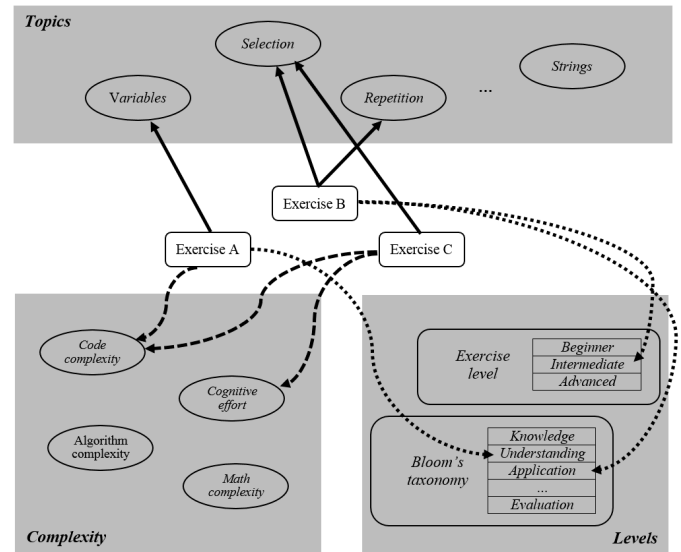 Topics
Selection
Strings
Variables
Repetition
...
Exercise B
Exercise A
Exercise C
Code
complexity
Cognitive
effort
Algorithm
complexity
Math
complexity
Complexity
Exercise
level
Beginner
Intermediate
Advanced
Bloom's
taxonomy
Knowledge
Understanding
Application
...
Evaluation
Levels